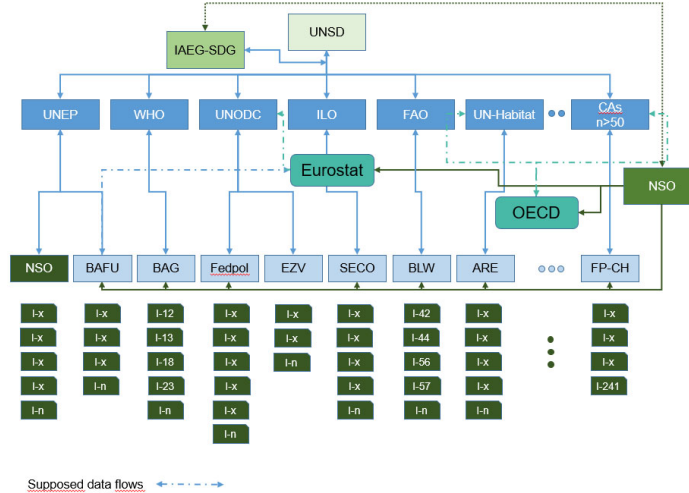 UNSD
IAEG-SDG
UNEP
WHO
UNODC
ILO
FAO
UN-Habitat
CAs
n>50
Eurostat
OECD
NSO
NSO
BAFU
BAG
Fedpol
EZV
SECO
BLW
ARE
FP-CH
I-x I-x I-12 I-x I-x I-x I-42 I-x I-x
I-x I-x I-13 I-x I-x I-x I-44 I-x I-x
I-x I-x I-18 I-x I-n I-x I-56 I-x I-x
I-x I-n I-23 I-x I-x I-57 I-x I-241
I-n I-n I-x I-n I-n I-n
I-n
Supposed data flows